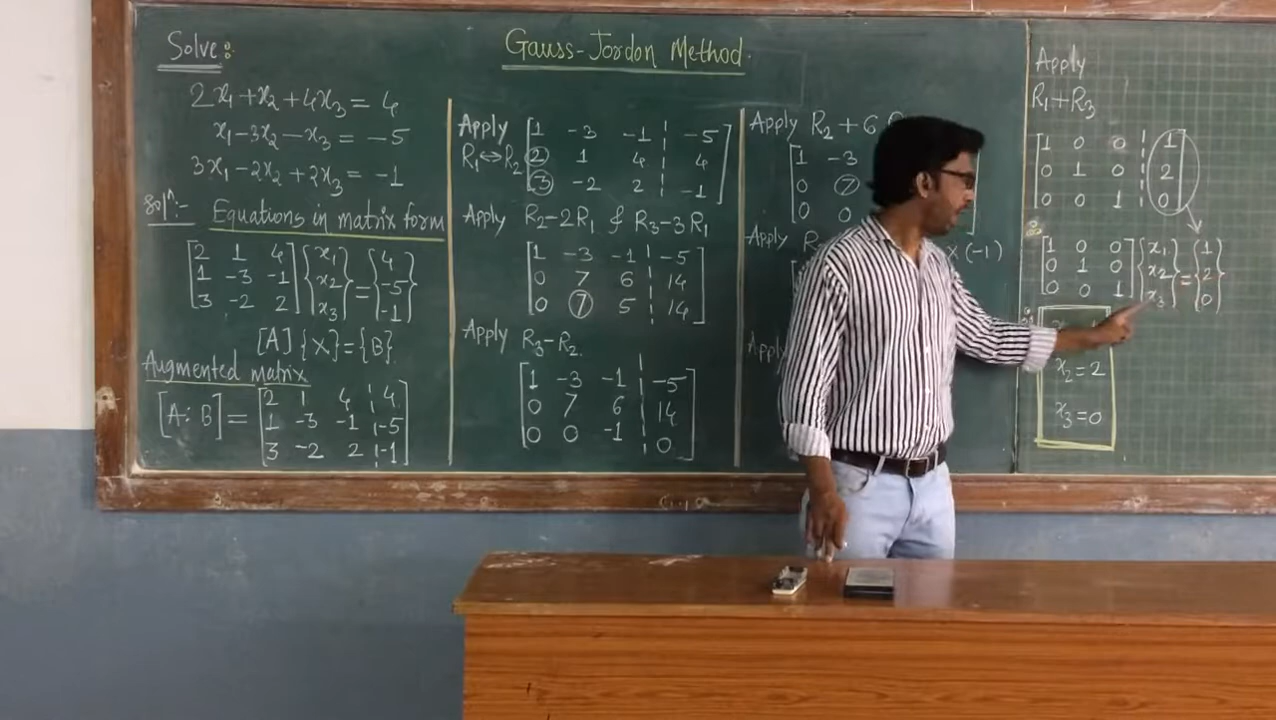 Gauss-Jordon Method.
Solve:
2x₁+x₂+4x₃=4
x₁-3x₂-x₃=-5
3x₁-2x₂+2x₃=-1
Solⁿ:- Equations in matrix form
[2 1 4] {x₁} {4}
[1 -3 -1] {x₂} = {-5}
[3 -2 2] {x₃} {-1}
[A]{X}={B}.
Augmented matrix
[2 1 4 ¦ 4]
[A:B]= [1 -3 -1 ¦ -5]
[3 -2 2 ¦ -1]
Apply [1 -3 -1 ¦ -5]
R₁↔R₂ [2 1 4 ¦ 4]
[3 -2 2 ¦ -1]
Apply R₂-2R₁ & R₃-3R₁
[1 -3 -1 ¦ -5]
[0 7 6 ¦ 14]
[0 7 5 ¦ 14]
Apply R₃-R₂
[1 -3 -1 ¦ -5]
[0 7 6 ¦ 14]
[0 0 -1 ¦ 0]
Apply R₂+6
[1 -3
[0 7
[0 0
Apply ×(-1)
Apply
Apply
R₁+R₃
[1 0 0 ¦ 1]
[0 1 0 ¦ 2]
[0 0 1 ¦ 0]
[1 0 0] {x₁} {1}
[0 1 0] {x₂} = {2}
[0 0 1] {x₃} {0}
x₂=2
x₃=0